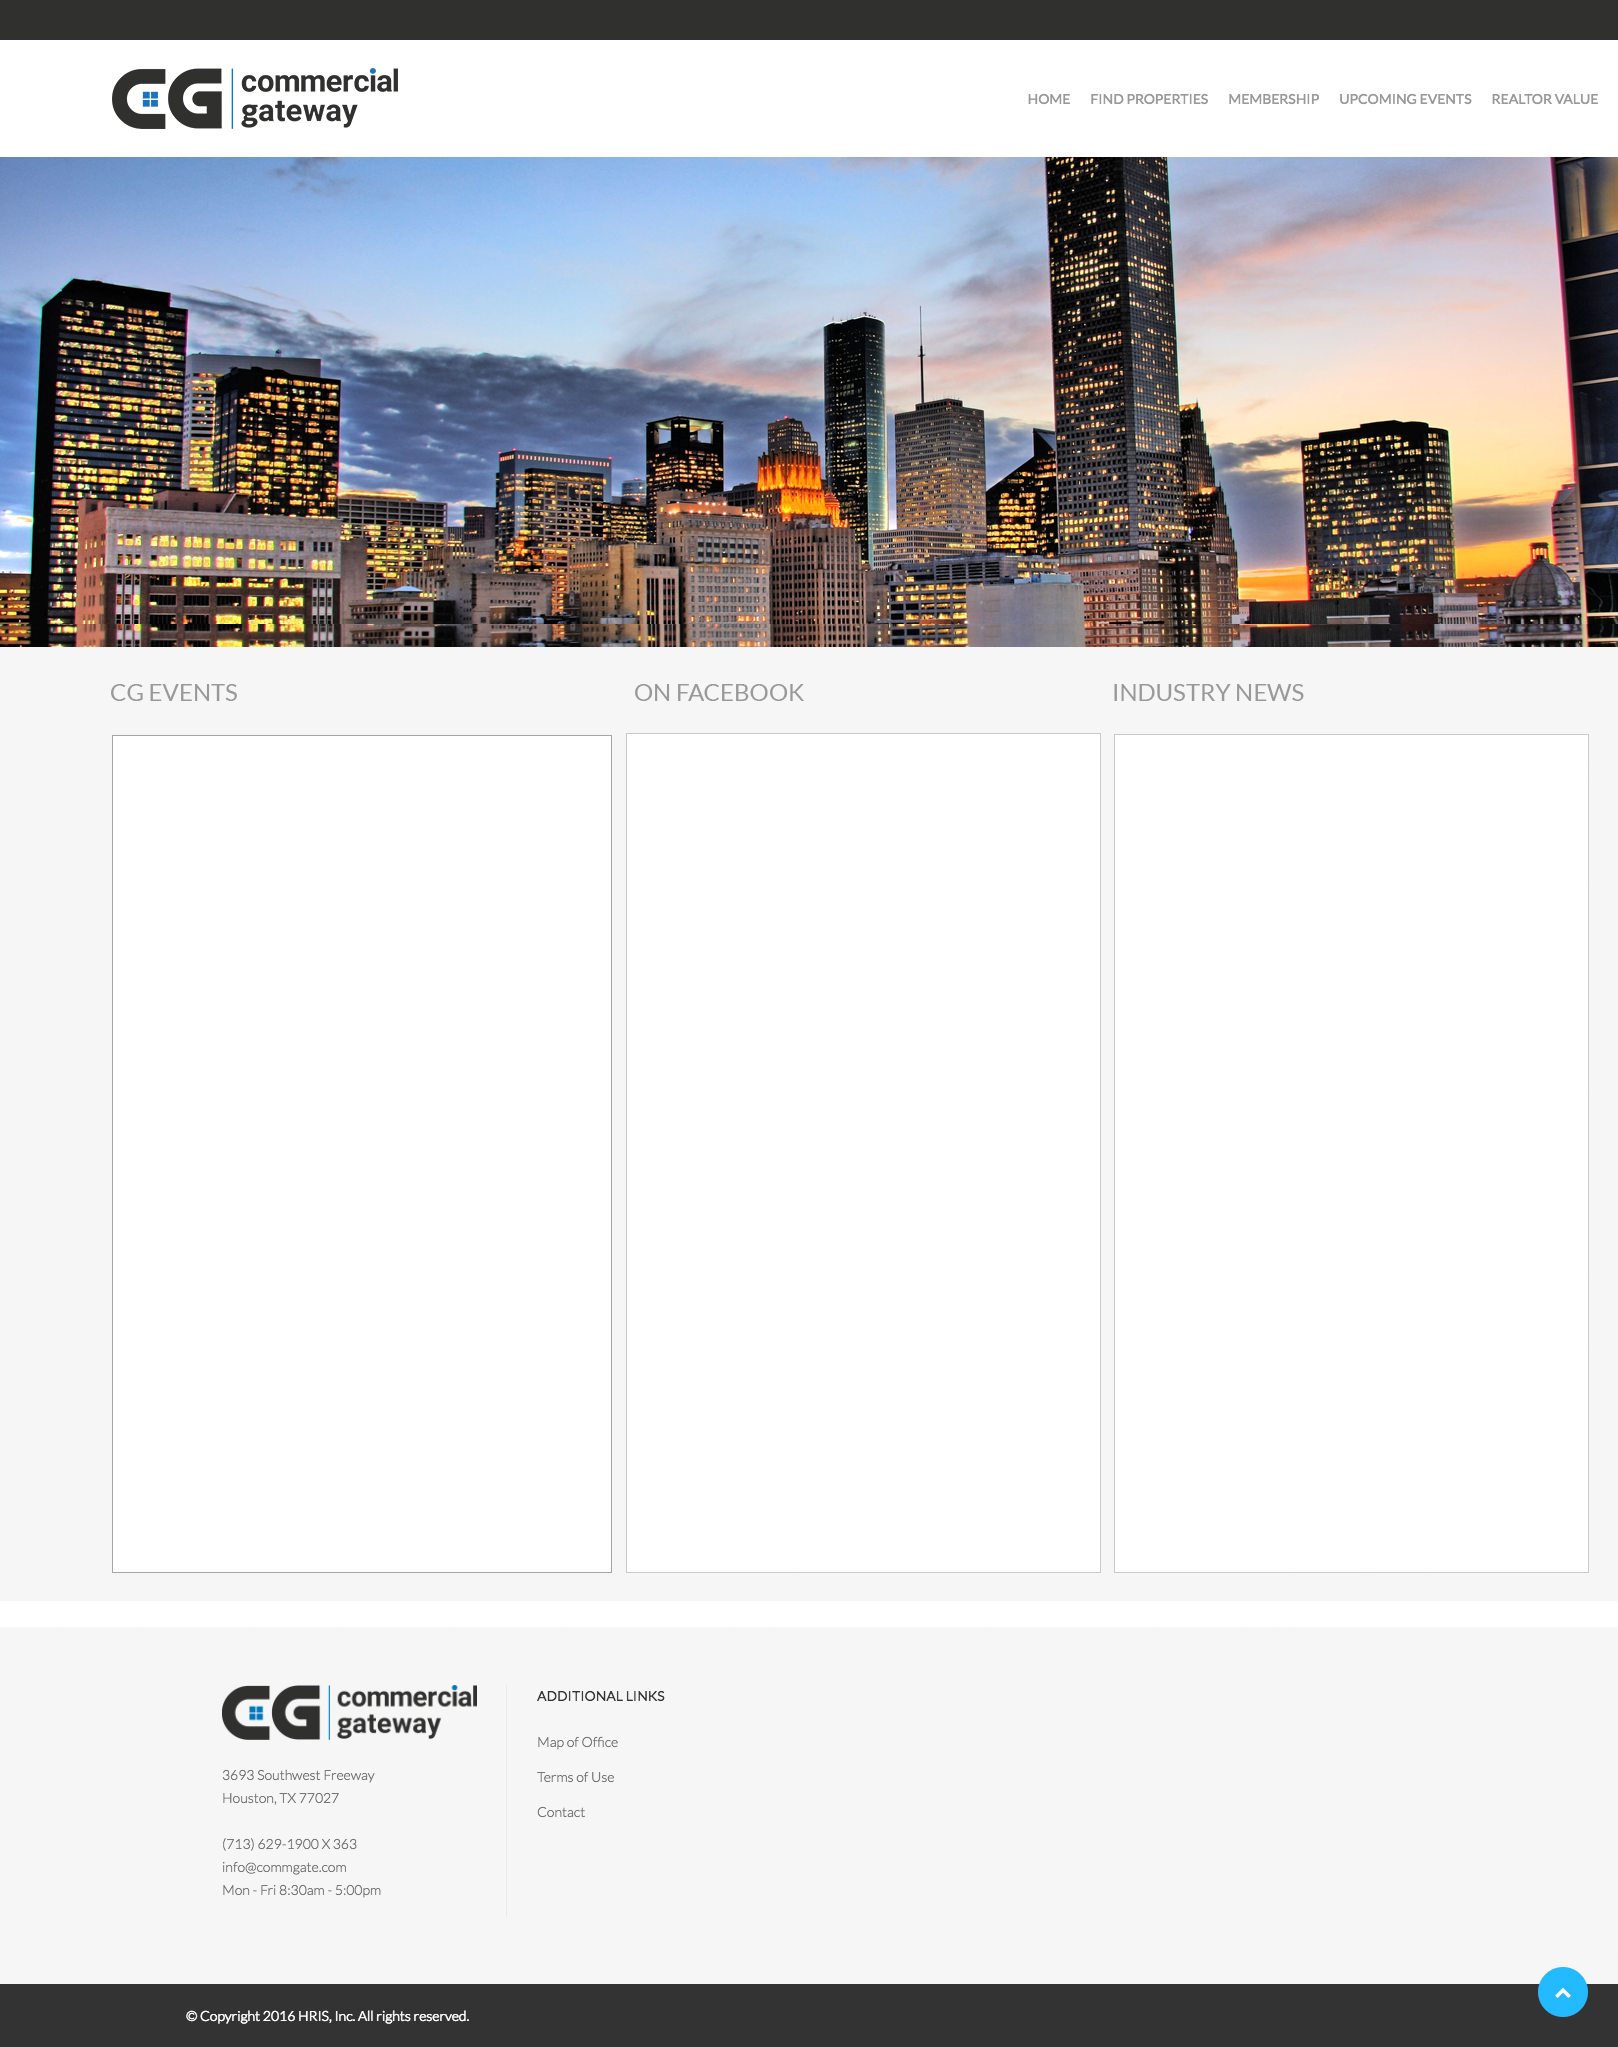 CG commercial
gateway
HOME FIND PROPERTIES MEMBERSHIP UPCOMING EVENTS REALTOR VALUE
CG EVENTS
ON FACEBOOK
INDUSTRY NEWS
CG commercial
gateway
3693 Southwest Freeway
Houston, TX 77027
(713) 629-1900 X 363
info@commgate.com
Mon - Fri 8:30am - 5:00pm
ADDITIONAL LINKS
Map of Office
Terms of Use
Contact
© Copyright 2016 HRIS, Inc. All rights reserved.